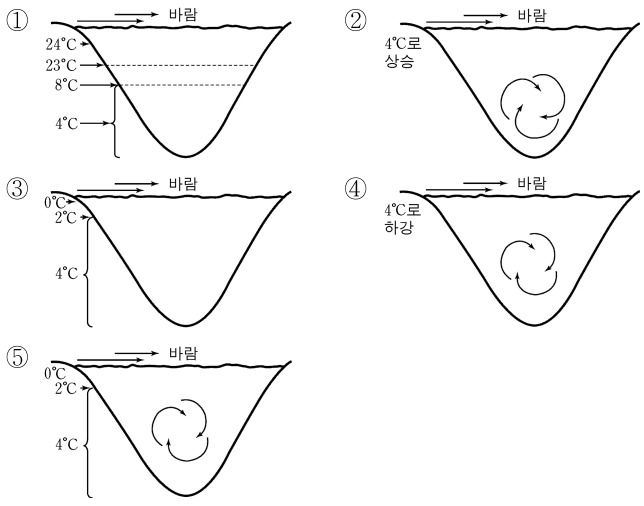 ① 바람
24℃
23℃
8℃
4℃
② 바람
4℃로
상승
③ 바람
0℃
2℃
4℃
④ 바람
4℃로
하강
⑤ 바람
0℃
2℃
4℃